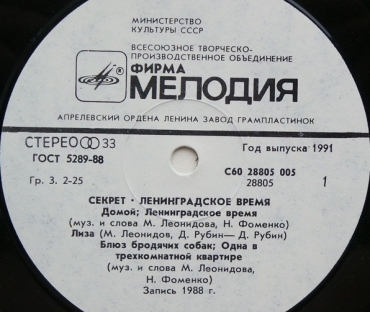 МИНИСТЕРСТВО
КУЛЬТУРЫ СССР
ВСЕСОЮЗНОЕ ТВОРЧЕСКО-
ПРОИЗВОДСТВЕННОЕ ОБЪЕДИНЕНИЕ
ФИРМА
МЕЛОДИЯ
АПРЕЛЕВСКИЙ ОРДЕНА ЛЕНИНА ЗАВОД ГРАМПЛАСТИНОК
СТЕРЕО 33
Год выпуска 1991
ГОСТ 5289-88
С60 28805 005
Гр. 3. 2-25
28805
1
СЕКРЕТ · ЛЕНИНГРАДСКОЕ ВРЕМЯ
Домой; Ленинградское время
(муз. и слова М. Леонидова, Н. Фоменко)
Лиза (М. Леонидов, Д. Рубин— Д. Рубин)
Блюз бродячих собак; Одна в
трехкомнатной квартире
(муз. и слова М. Леонидова,
Н. Фоменко)
Запись 1988 г.